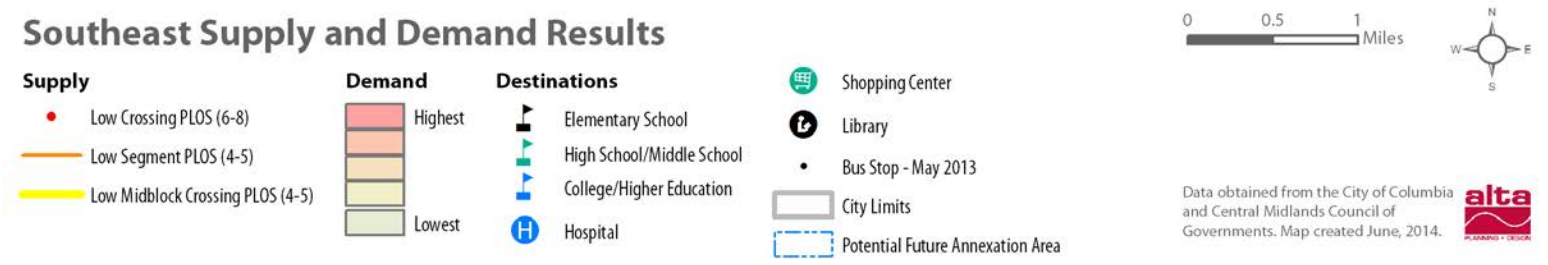 Southeast Supply and Demand Results
Supply
Low Crossing PLOS (6-8)
Low Segment PLOS (4-5)
Low Midblock Crossing PLOS (4-5)
Demand
Highest
Lowest
Destinations
Elementary School
High School/Middle School
College/Higher Education
H
Hospital
Shopping Center
Library
Bus Stop - May 2013
City Limits
Potential Future Annexation Area
0 0.5 1
Miles
N
W E
S
Data obtained from the City of Columbia
and Central Midlands Council of
Governments. Map created June, 2014.
alta
PLANNING + DESIGN